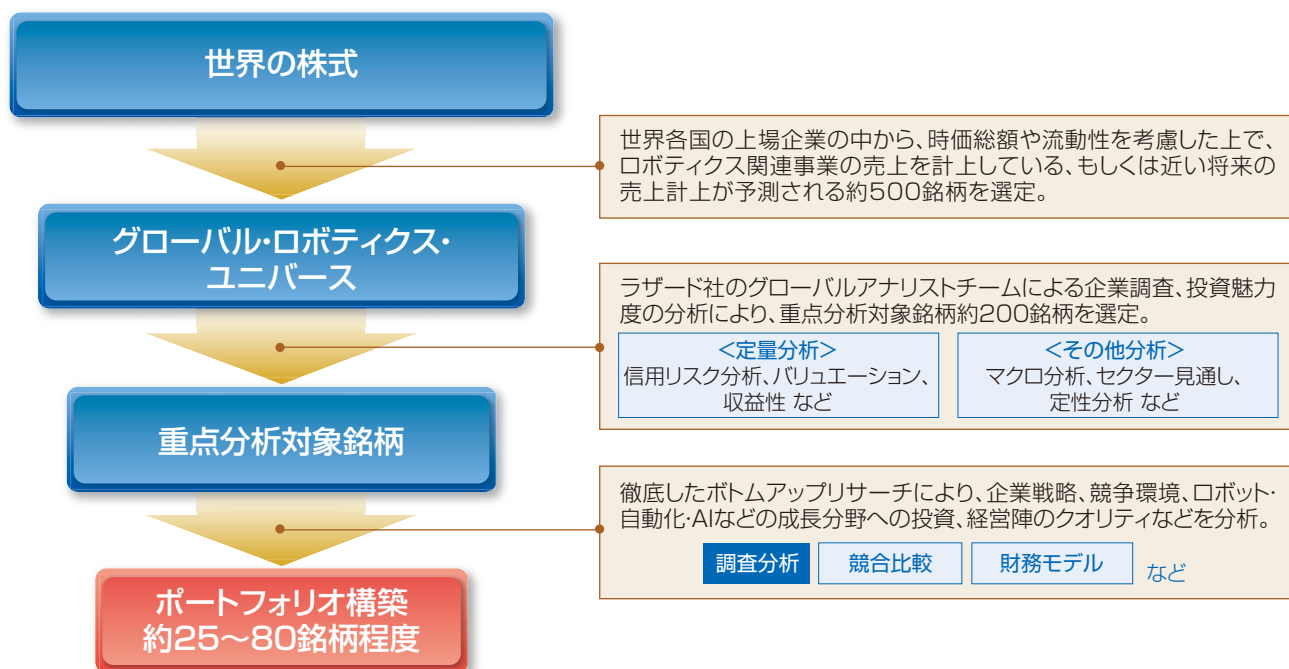 世界の株式
世界各国の上場企業の中から、時価総額や流動性を考慮した上で、
ロボティクス関連事業の売上を計上している、もしくは近い将来の
売上計上が予測される約500銘柄を選定。
グローバル・ロボティクス・
ユニバース
ラザード社のグローバルアナリストチームによる企業調査、投資魅力
度の分析により、重点分析対象銘柄約200銘柄を選定。
<定量分析>
信用リスク分析、バリュエーション、
収益性 など
<その他分析>
マクロ分析、セクター見通し、
定性分析 など
重点分析対象銘柄
徹底したボトムアップリサーチにより、企業戦略、競争環境、ロボット・
自動化・AIなどの成長分野への投資、経営陣のクオリティなどを分析。
調査分析
競合比較
財務モデル
など
ポートフォリオ構築
約25〜80銘柄程度